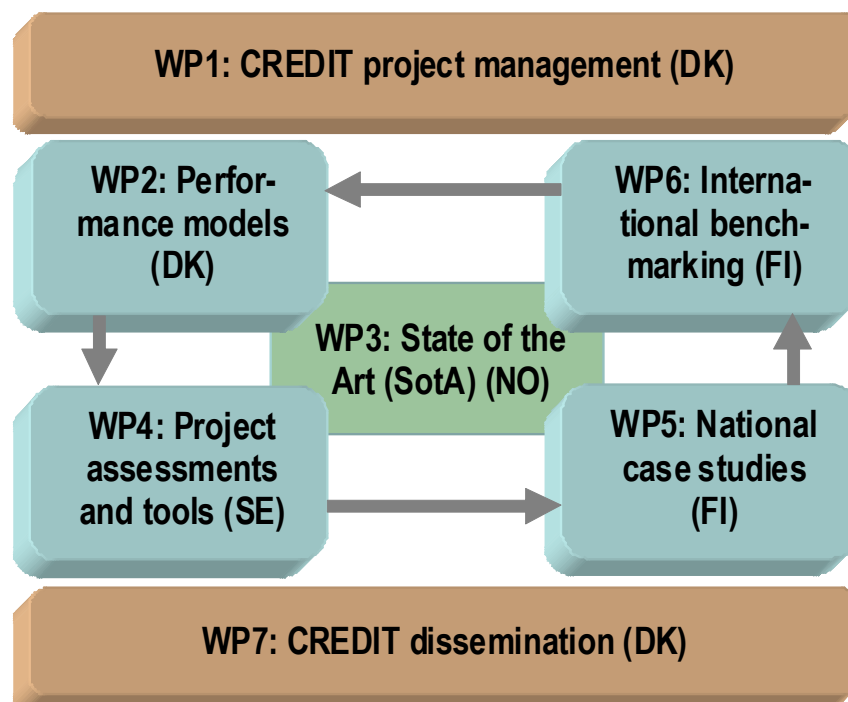 WP1: CREDIT project management (DK)
WP2: Perfor-
mance models
(DK)
WP6: Interna-
tional bench-
marking (FI)
WP3: State of the
Art (SotA) (NO)
WP4: Project
assessments
and tools (SE)
WP5: National
case studies
(FI)
WP7: CREDIT dissemination (DK)